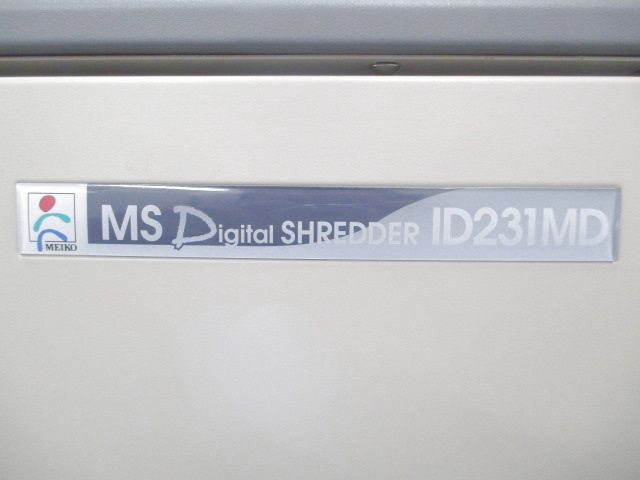 MEIKO
MS Digital SHREDDER ID231MD